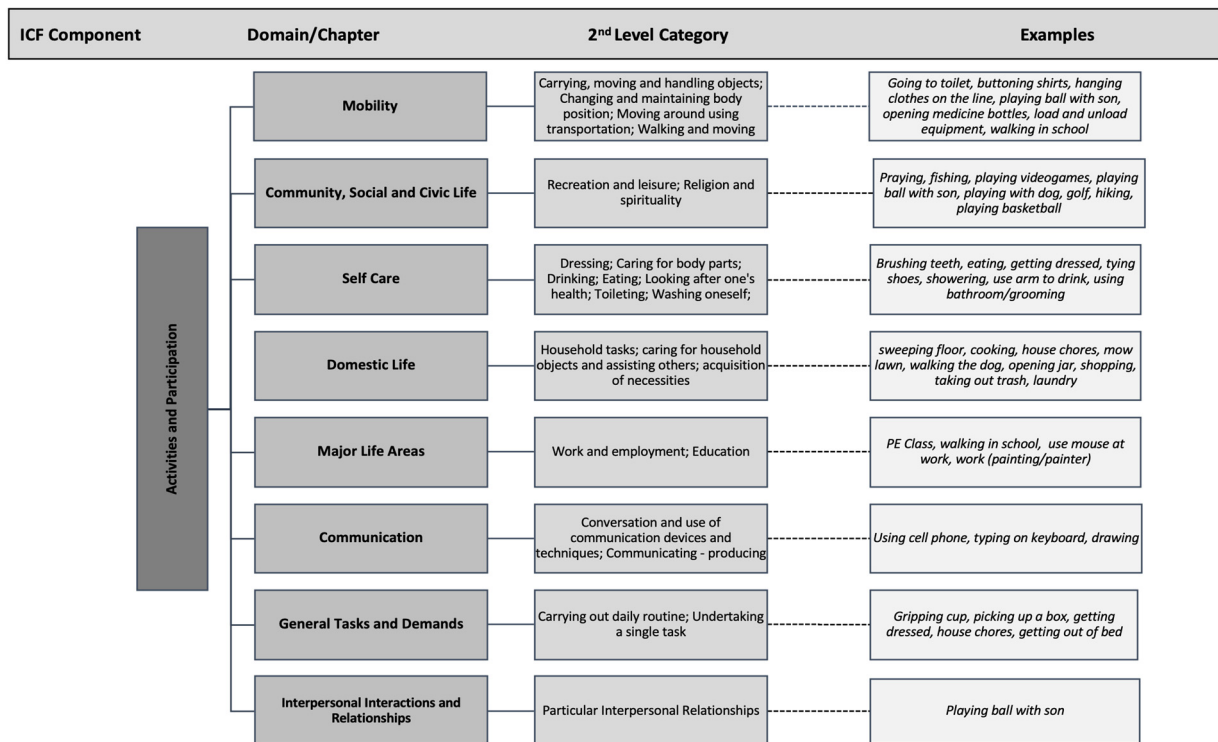 ICF Component Domain/Chapter 2nd Level Category Examples
Activities and Participation
Mobility
Carrying, moving and handling objects;
Changing and maintaining body
position; Moving around using
transportation; Walking and moving
Going to toilet, buttoning shirts, hanging
clothes on the line, playing ball with son,
opening medicine bottles, load and unload
equipment, walking in school
Community, Social and Civic Life
Recreation and leisure; Religion and
spirituality
Praying, fishing, playing videogames, playing
ball with son, playing with dog, golf, hiking,
playing basketball
Self Care
Dressing; Caring for body parts;
Drinking; Eating; Looking after one's
health; Toileting; Washing oneself;
Brushing teeth, eating, getting dressed, tying
shoes, showering, use arm to drink, using
bathroom/grooming
Domestic Life
Household tasks; caring for household
objects and assisting others; acquisition
of necessities
sweeping floor, cooking, house chores, mow
lawn, walking the dog, opening jar, shopping,
taking out trash, laundry
Major Life Areas
Work and employment; Education
PE Class, walking in school, use mouse at
work, work (painting/painter)
Communication
Conversation and use of
communication devices and
techniques; Communicating - producing
Using cell phone, typing on keyboard, drawing
General Tasks and Demands
Carrying out daily routine; Undertaking
a single task
Gripping cup, picking up a box, getting
dressed, house chores, getting out of bed
Interpersonal Interactions and
Relationships
Particular Interpersonal Relationships
Playing ball with son